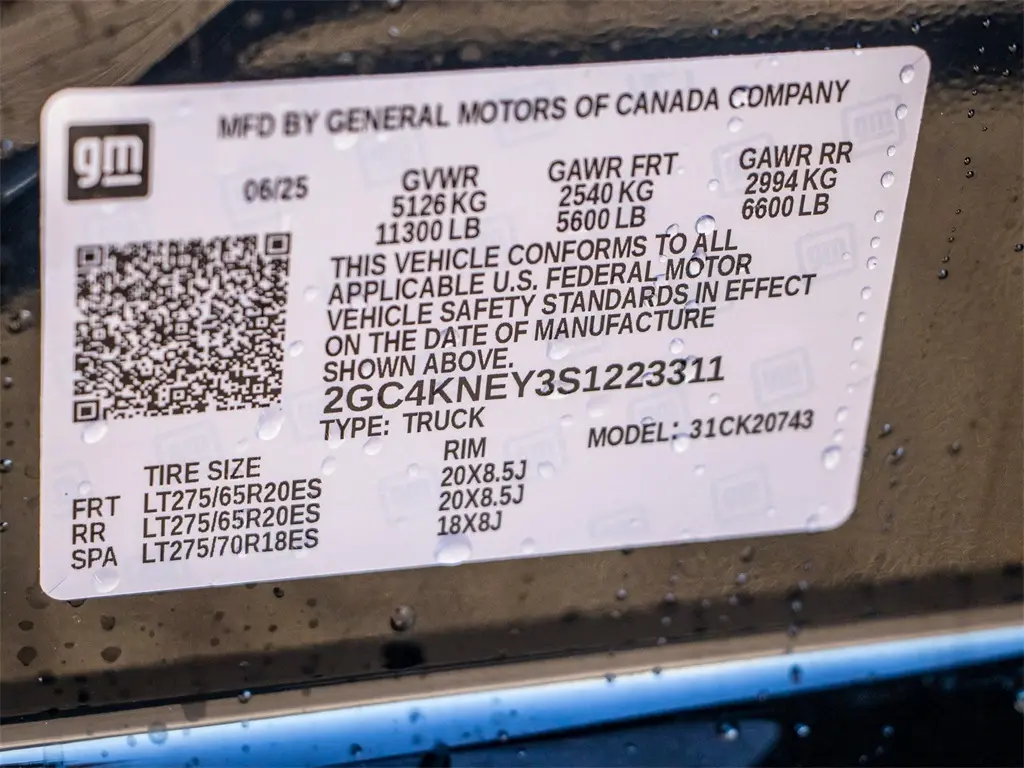 gm
MFD BY GENERAL MOTORS OF CANADA COMPANY
06/25
GVWR
5126 KG
11300 LB
GAWR FRT
2540 KG
5600 LB
GAWR RR
2994 KG
6600 LB
THIS VEHICLE CONFORMS TO ALL
APPLICABLE U.S. FEDERAL MOTOR
VEHICLE SAFETY STANDARDS IN EFFECT
ON THE DATE OF MANUFACTURE
SHOWN ABOVE.
2GC4KNEY3S1223311
TYPE: TRUCK
MODEL: 31CK20743
TIRE SIZE RIM
FRT LT275/65R20ES 20X8.5J
RR LT275/65R20ES 20X8.5J
SPA LT275/70R18ES 18X8J